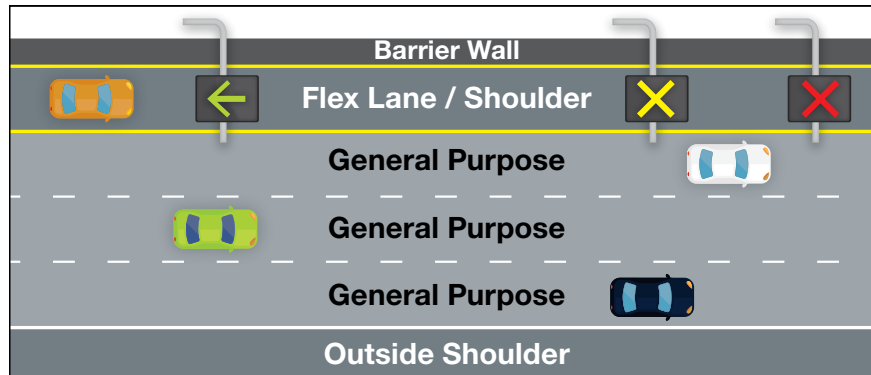 Barrier Wall
Flex Lane / Shoulder
General Purpose
General Purpose
General Purpose
Outside Shoulder